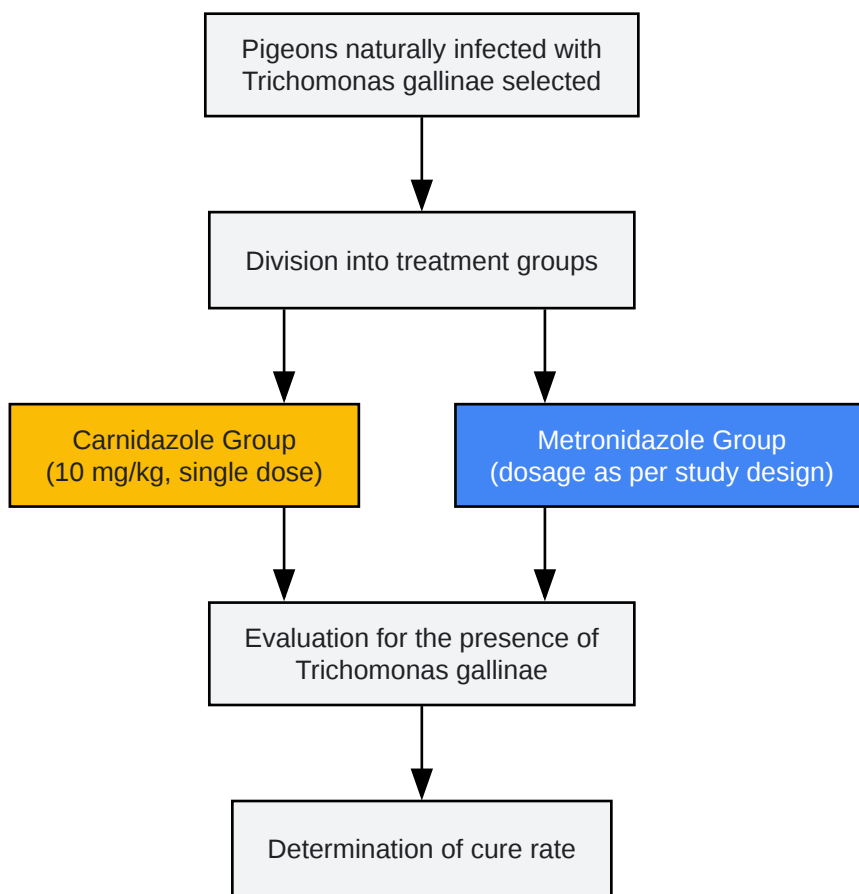 Pigeons naturally infected with
Trichomonas gallinae selected
Division into treatment groups
Carnidazole Group
(10 mg/kg, single dose)
Metronidazole Group
(dosage as per study design)
Evaluation for the presence of
Trichomonas gallinae
Determination of cure rate